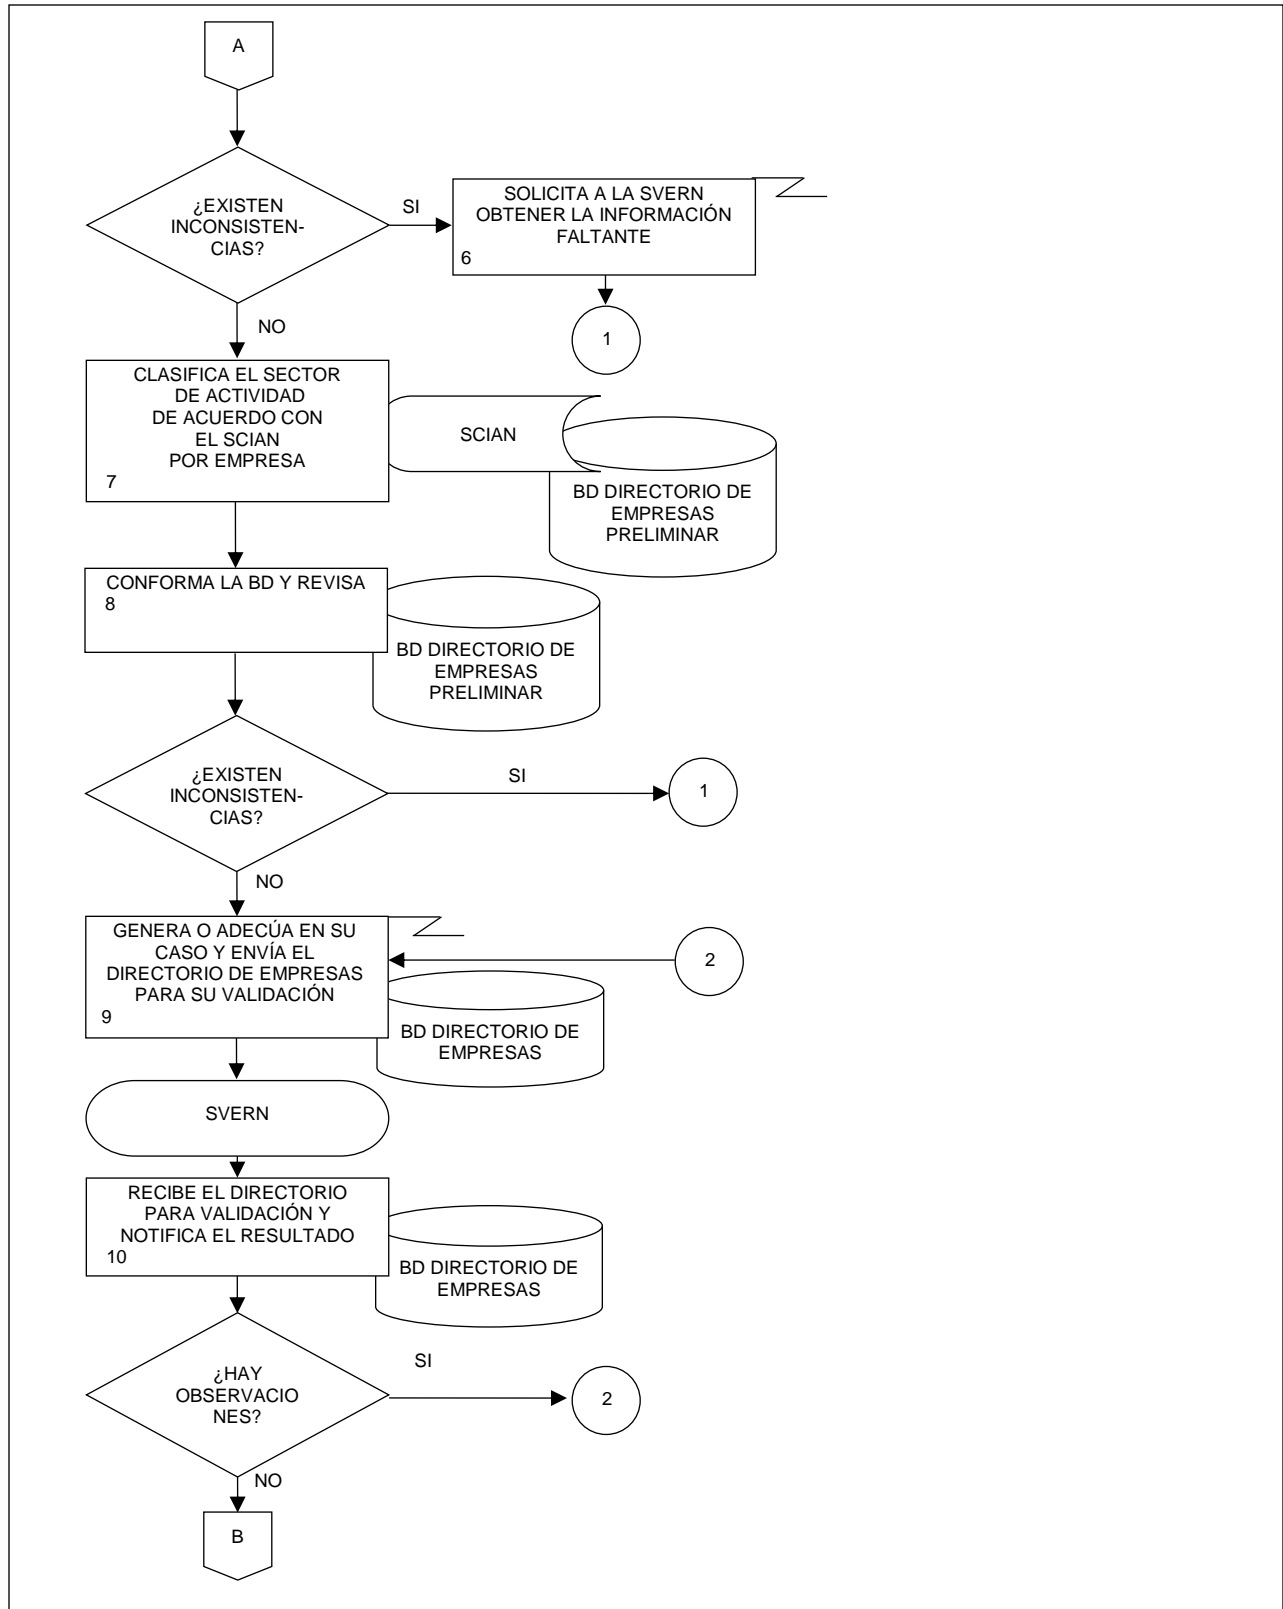 A
¿EXISTEN
INCONSISTEN-
CIAS?
SI
SOLICITA A LA SVERN
OBTENER LA INFORMACIÓN
FALTANTE
6
1
NO
CLASIFICA EL SECTOR
DE ACTIVIDAD
DE ACUERDO CON
EL SCIAN
POR EMPRESA
7
SCIAN
BD DIRECTORIO DE
EMPRESAS
PRELIMINAR
CONFORMA LA BD Y REVISA
8
BD DIRECTORIO DE
EMPRESAS
PRELIMINAR
¿EXISTEN
INCONSISTEN-
CIAS?
SI
1
NO
GENERA O ADECÚA EN SU
CASO Y ENVÍA EL
DIRECTORIO DE EMPRESAS
PARA SU VALIDACIÓN
9
2
BD DIRECTORIO DE
EMPRESAS
SVERN
RECIBE EL DIRECTORIO
PARA VALIDACIÓN Y
NOTIFICA EL RESULTADO
10
BD DIRECTORIO DE
EMPRESAS
¿HAY
OBSERVACIO
NES?
SI
2
NO
B